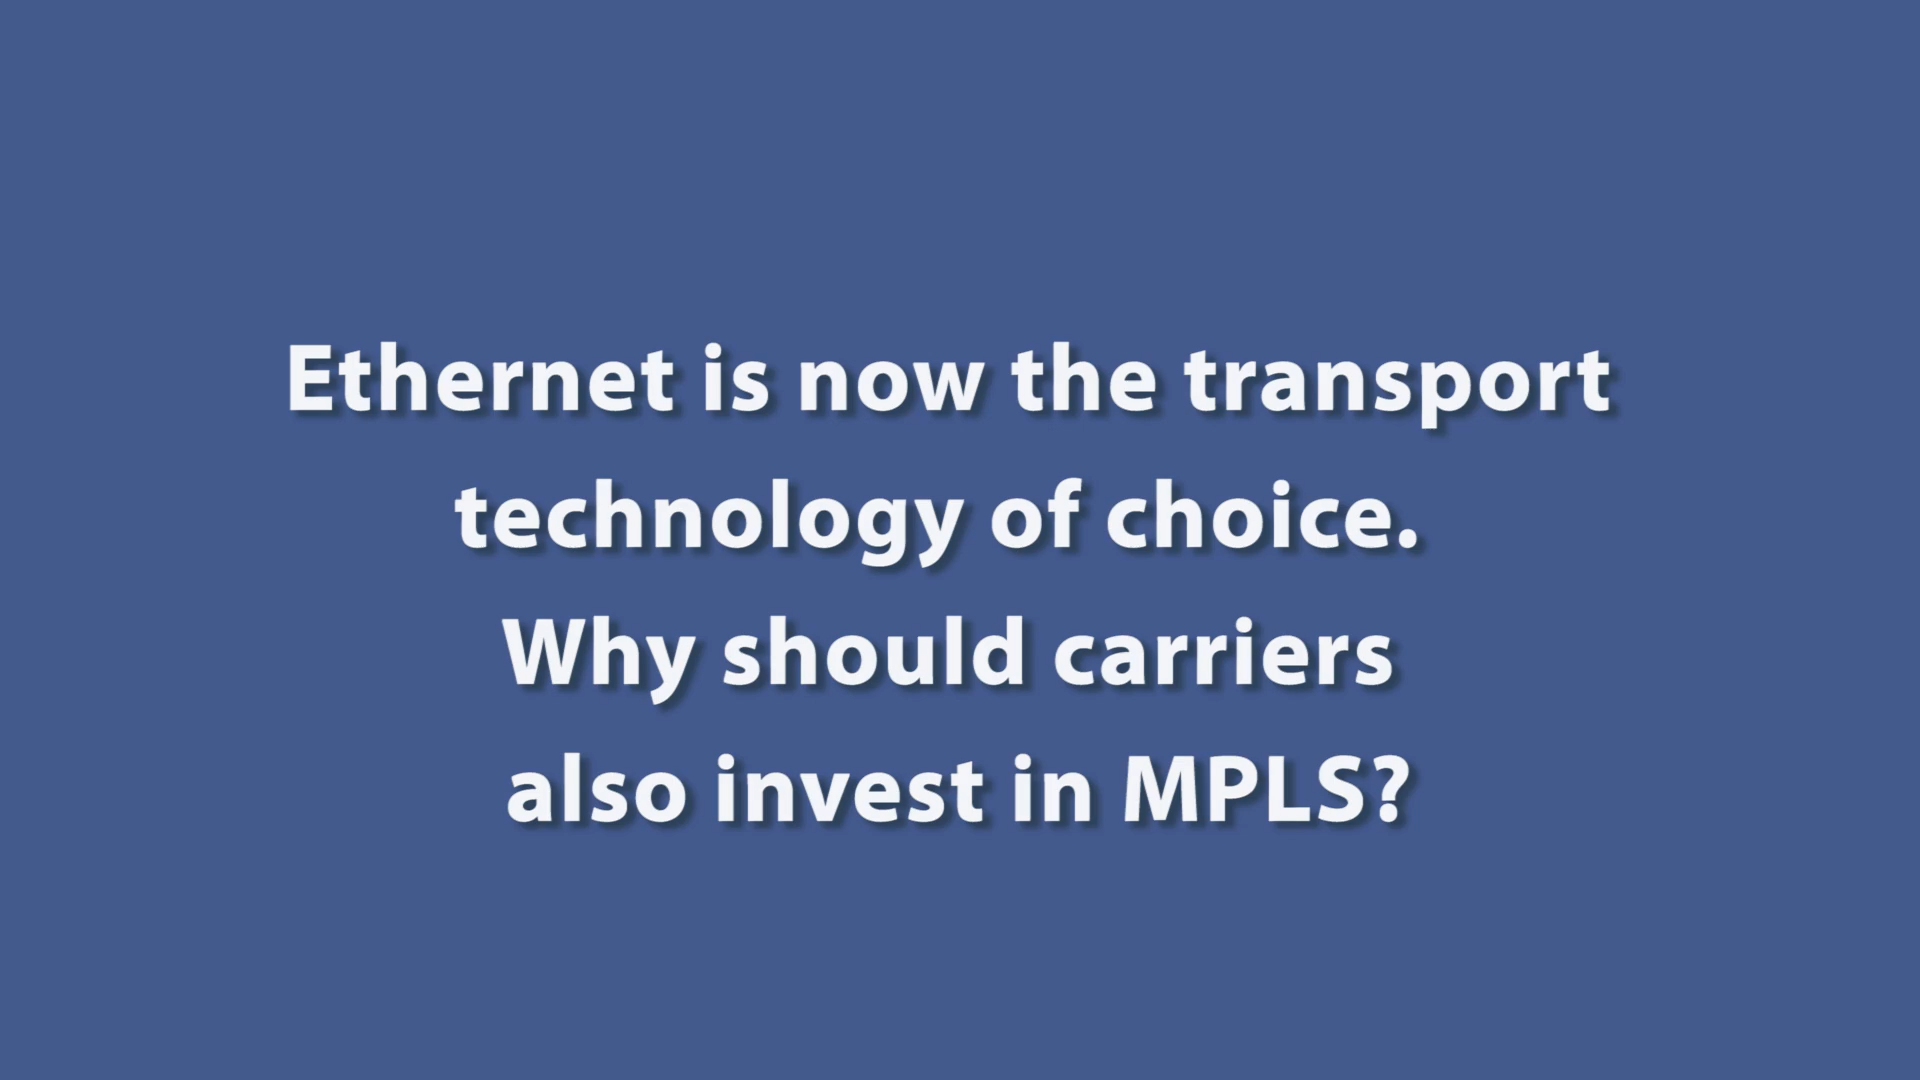 Ethernet is now the transport
technology of choice.
Why should carriers
also invest in MPLS?